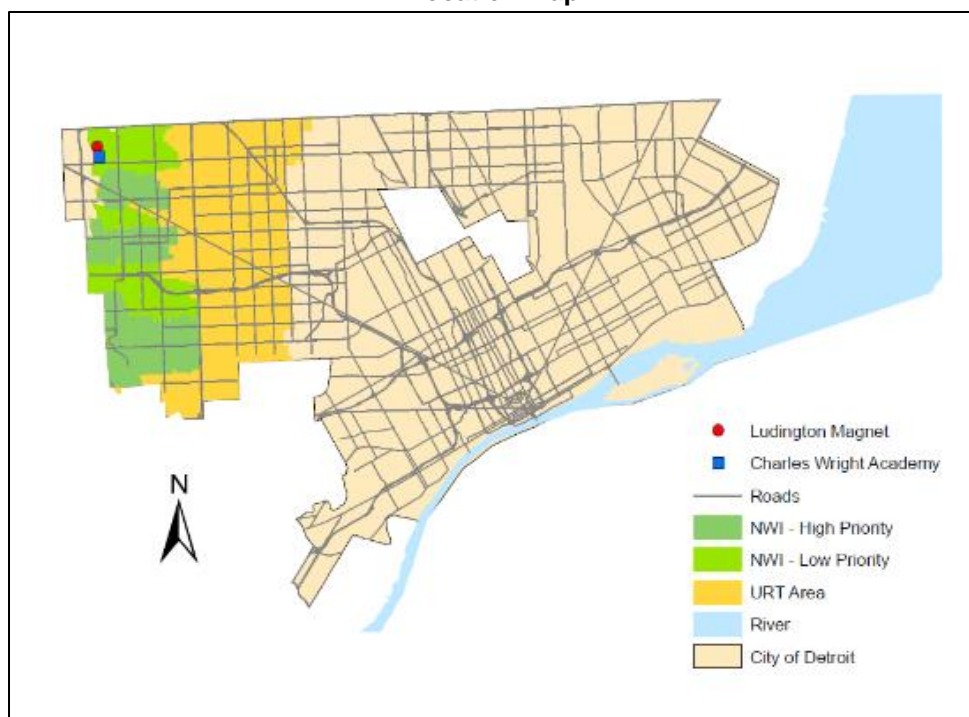 N
Ludington Magnet
Charles Wright Academy
Roads
NWI - High Priority
NWI - Low Priority
URT Area
River
City of Detroit